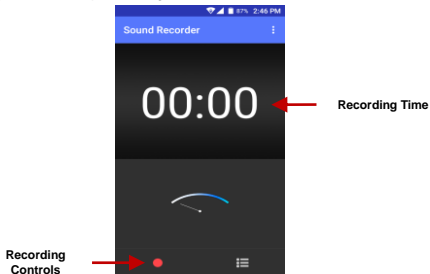 87% 2:46 PM
Sound Recorder
00:00
Recording Time
Recording
Controls